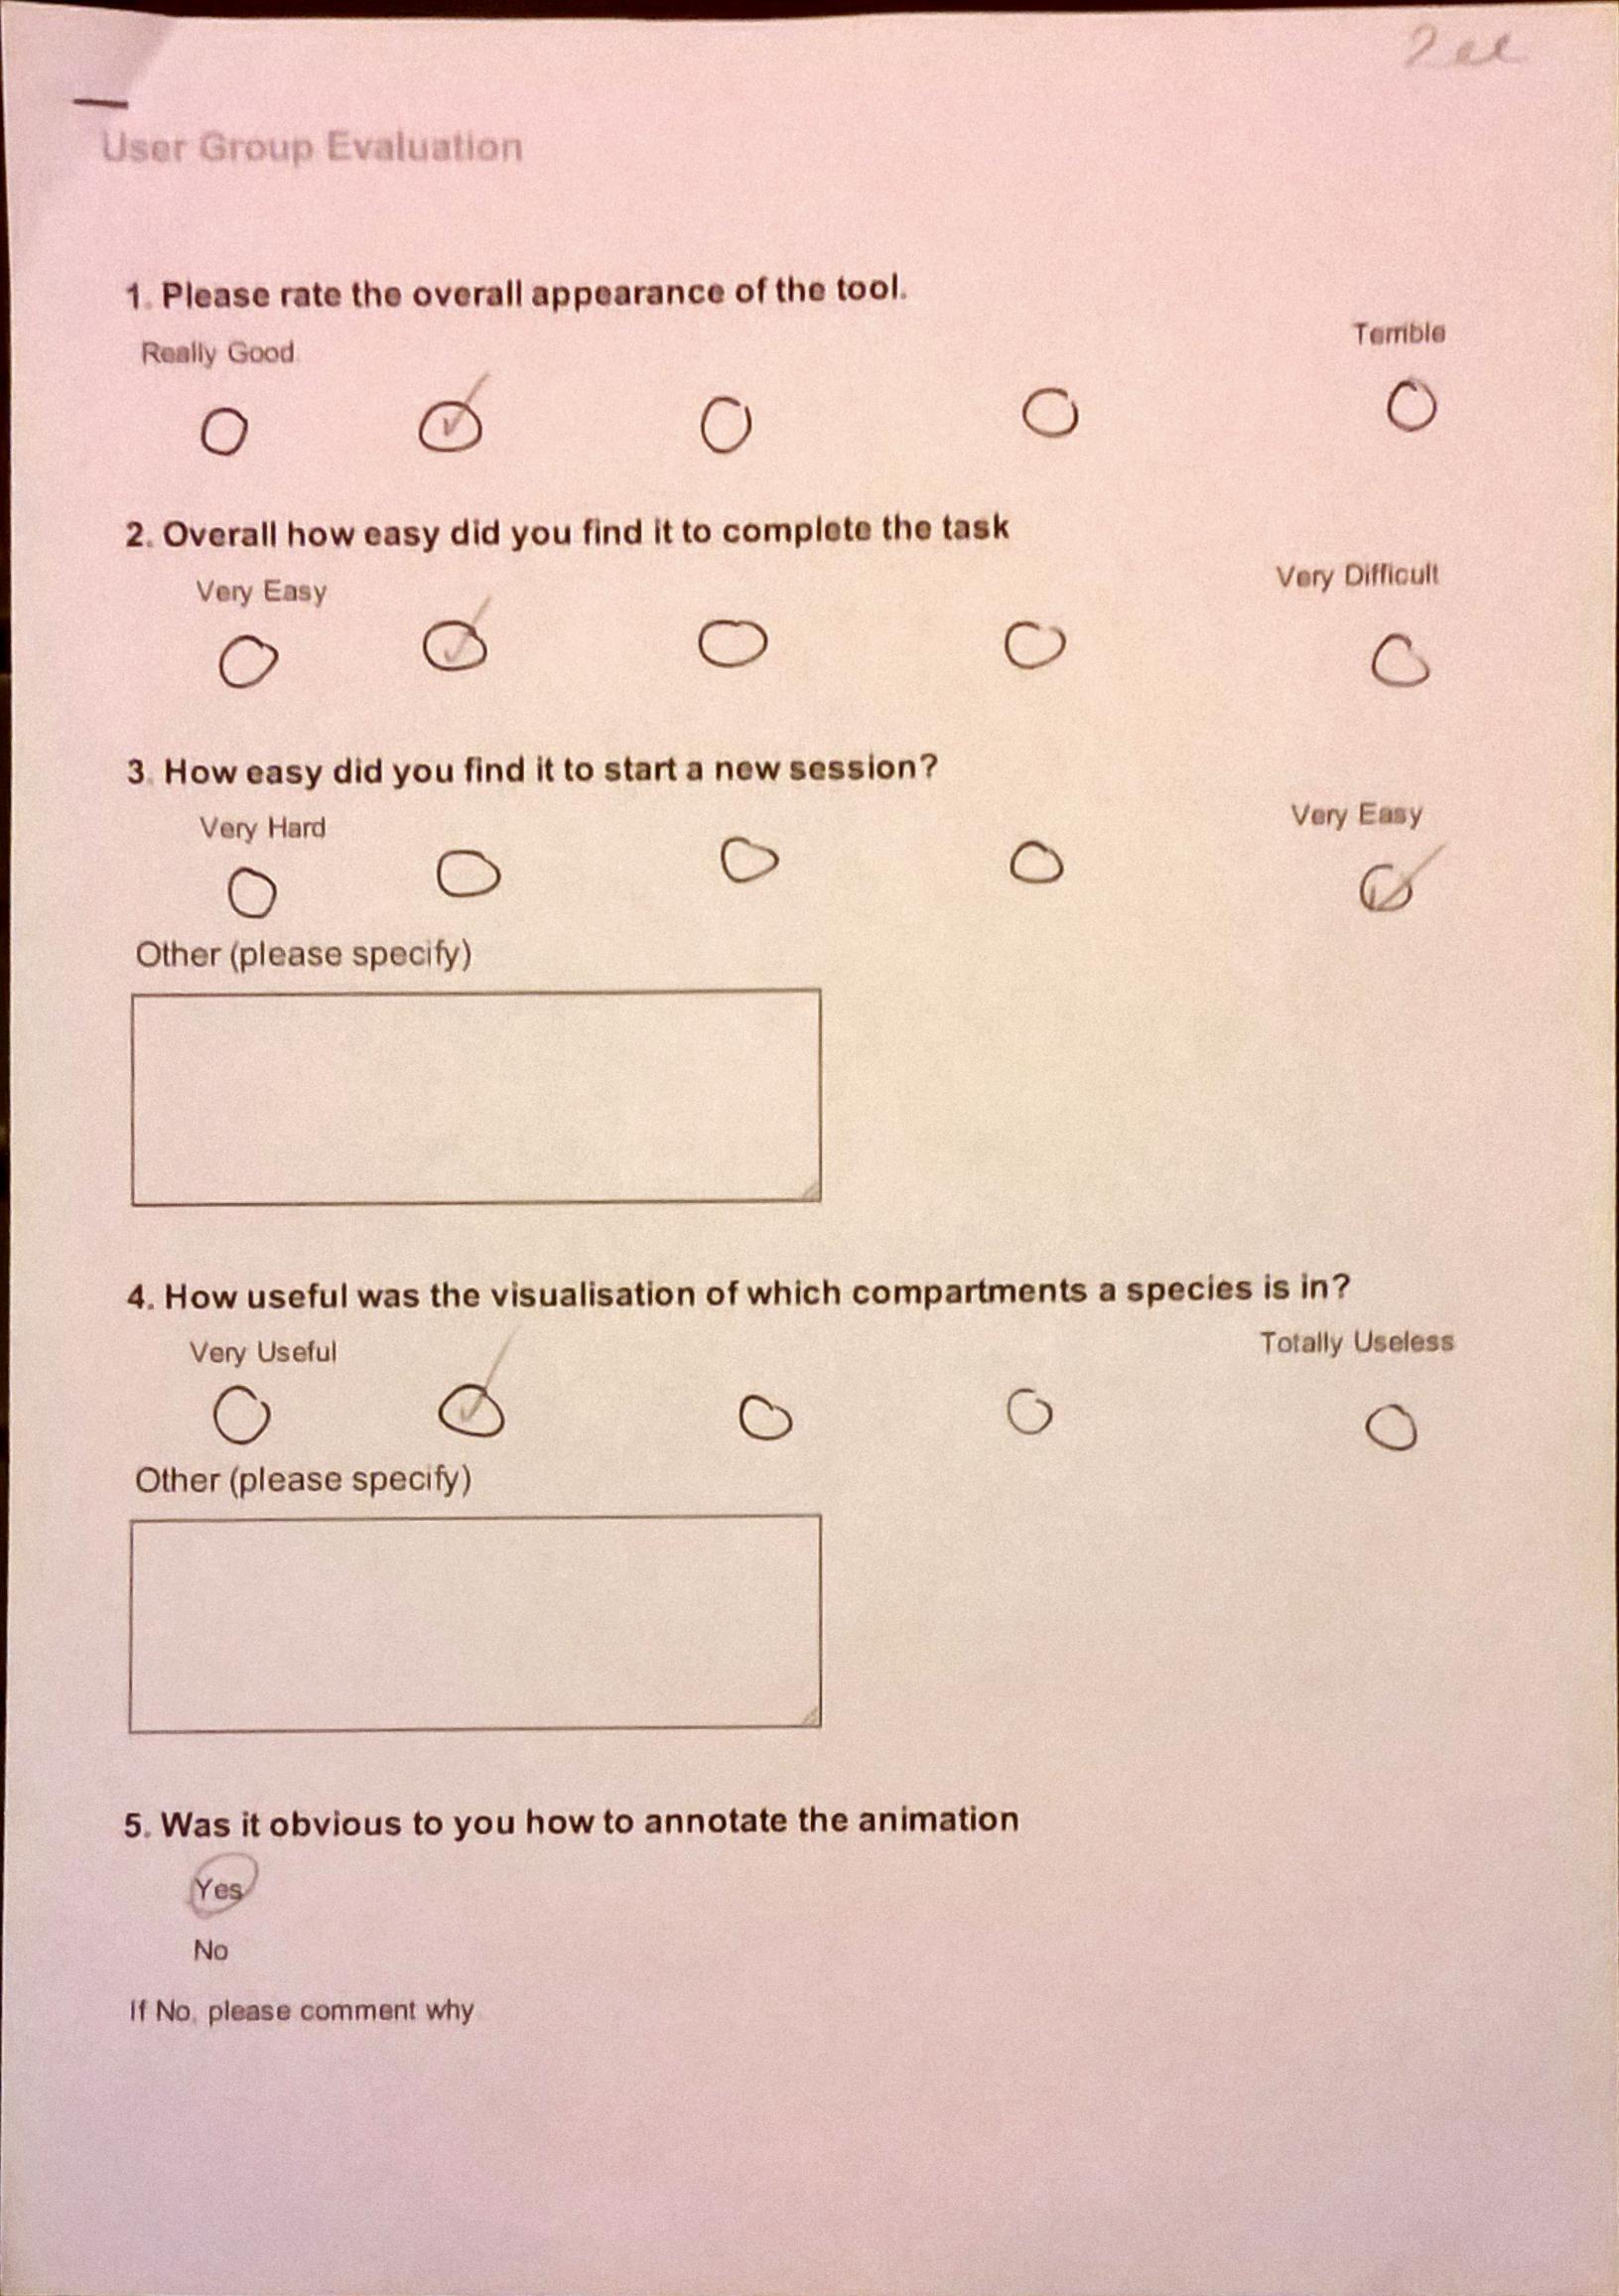 User Group Evaluation
1. Please rate the overall appearance of the tool.
Really Good
Terrible
2. Overall how easy did you find it to complete the task
Very Easy
Very Difficult
3. How easy did you find it to start a new session?
Very Hard
Very Easy
Other (please specify)
4. How useful was the visualisation of which compartments a species is in?
Very Useful
Totally Useless
Other (please specify)
5. Was it obvious to you how to annotate the animation
Yes
No
If No, please comment why